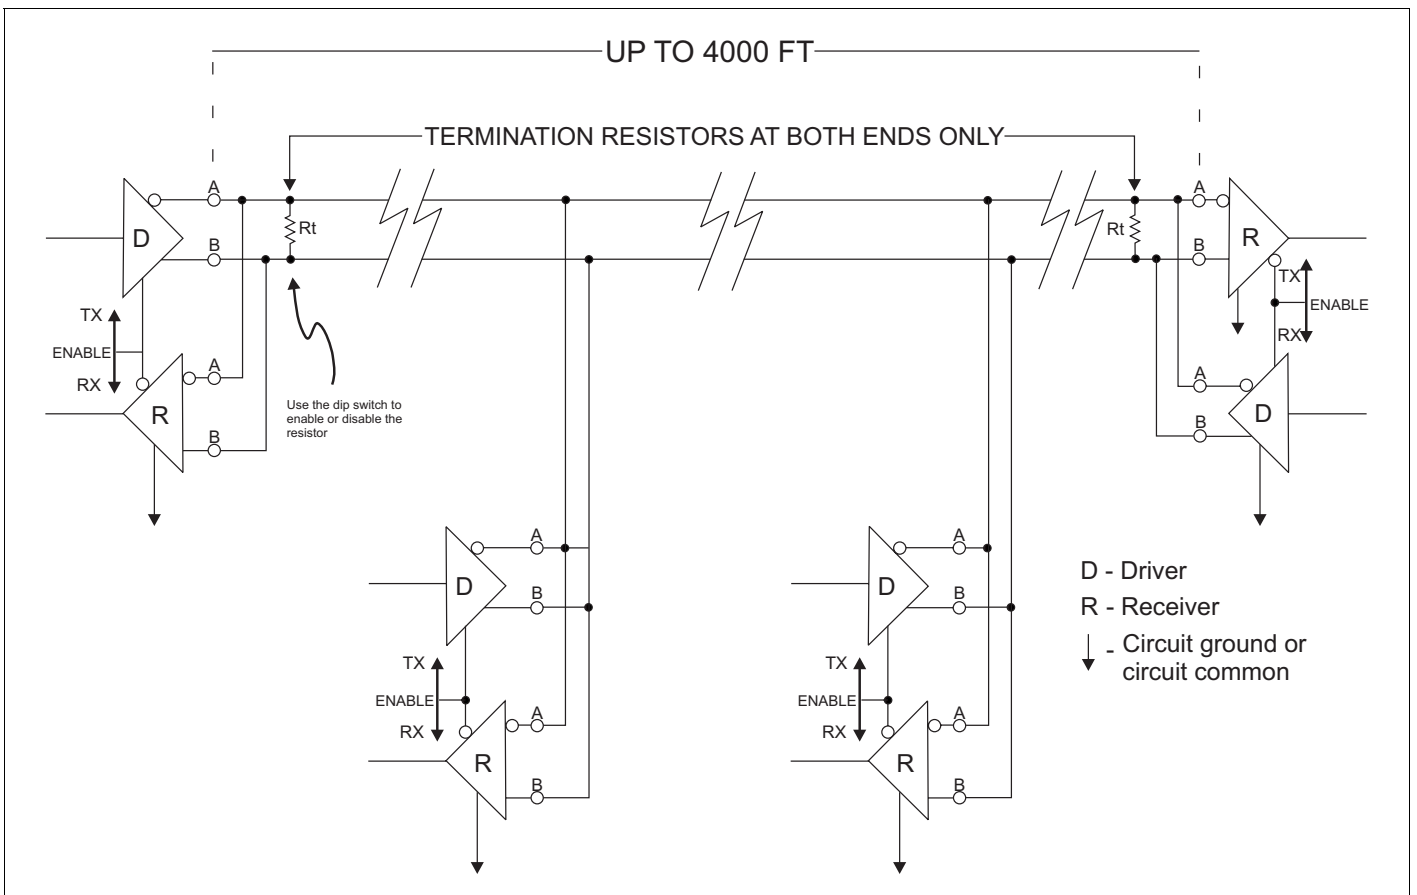 UP TO 4000 FT
TERMINATION RESISTORS AT BOTH ENDS ONLY
A
A
D
Rt
Rt
R
B
B
TX
TX
ENABLE
ENABLE
RX
RX
A
A
R
D
B
B
Use the dip switch to
enable or disable the
resistor
A
A
D
D
B
B
TX
TX
ENABLE
ENABLE
RX
RX
A
A
R
R
B
B
D - Driver
R - Receiver
- Circuit ground or
circuit common